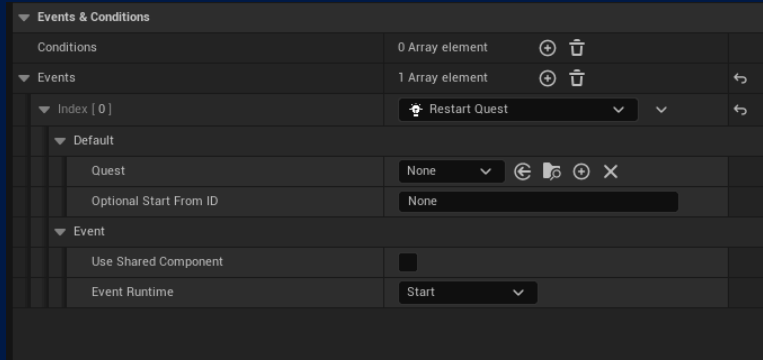 Events & Conditions
Conditions 0 Array element
Events 1 Array element
Index [ 0 ] Restart Quest
Default
Quest None
Optional Start From ID None
Event
Use Shared Component
Event Runtime Start